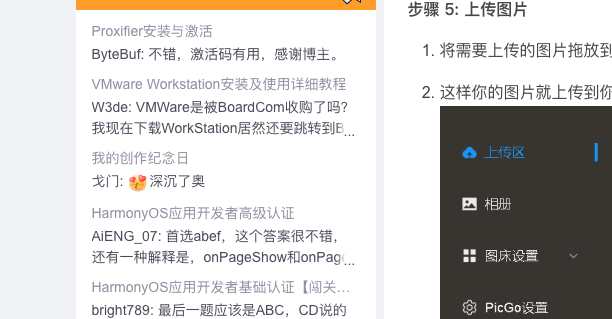 Proxifier安装与激活
ByteBuf: 不错，激活码有用，感谢博主。
VMware Workstation安装及使用详细教程
W3de: VMWare是被BoardCom收购了吗?
我现在下载WorkStation居然还要跳转到B...
我的创作纪念日
戈门: 深沉了奥
HarmonyOS应用开发者高级认证
AiENG_07: 首选abef，这个答案很不错，
还有一种解释是，onPageShow和onPage...
HarmonyOS应用开发者基础认证【闯关…
bright789: 最后一题应该是ABC，CD说的
步骤 5: 上传图片
1. 将需要上传的图片拖放到
2. 这样你的图片就上传到你
上传区
相册
图床设置
PicGo设置